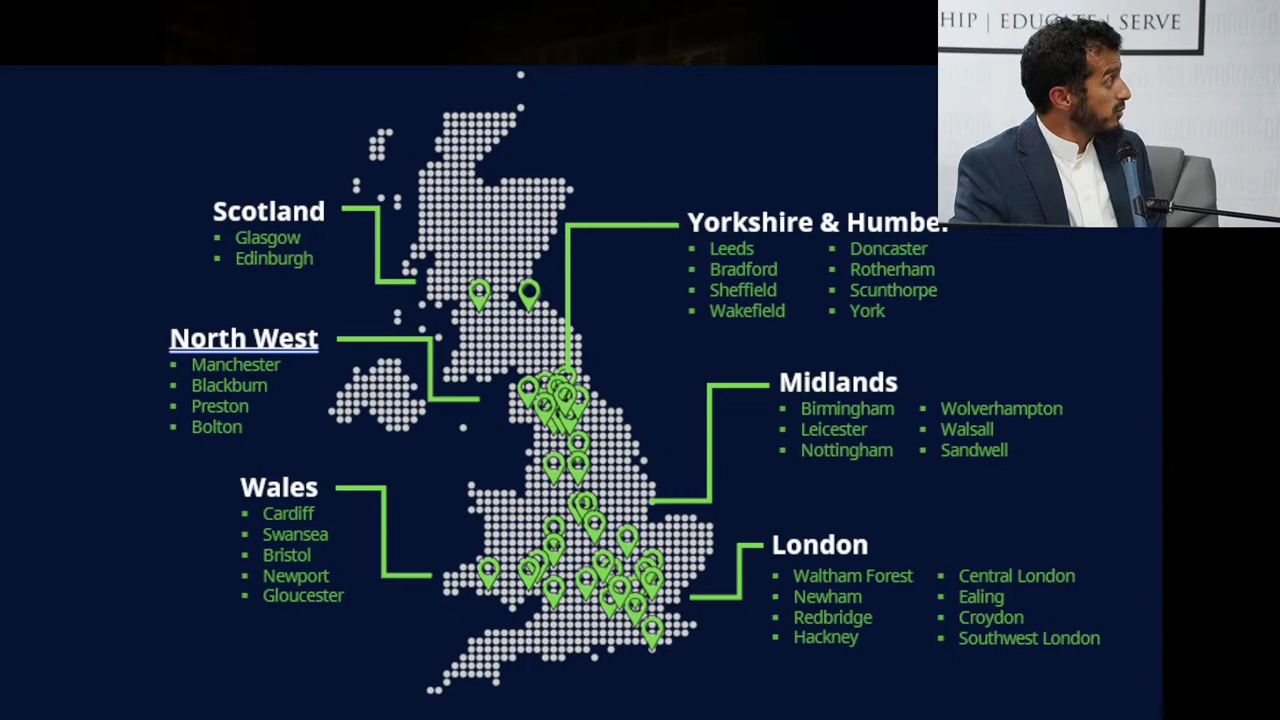 HIP | EDUCATE | SERVE
Scotland
Glasgow
Edinburgh
North West
Manchester
Blackburn
Preston
Bolton
Wales
Cardiff
Swansea
Bristol
Newport
Gloucester
Yorkshire & Humber
Leeds
Bradford
Sheffield
Wakefield
Doncaster
Rotherham
Scunthorpe
York
Midlands
Birmingham
Leicester
Nottingham
Wolverhampton
Walsall
Sandwell
London
Waltham Forest
Newham
Redbridge
Hackney
Central London
Ealing
Croydon
Southwest London